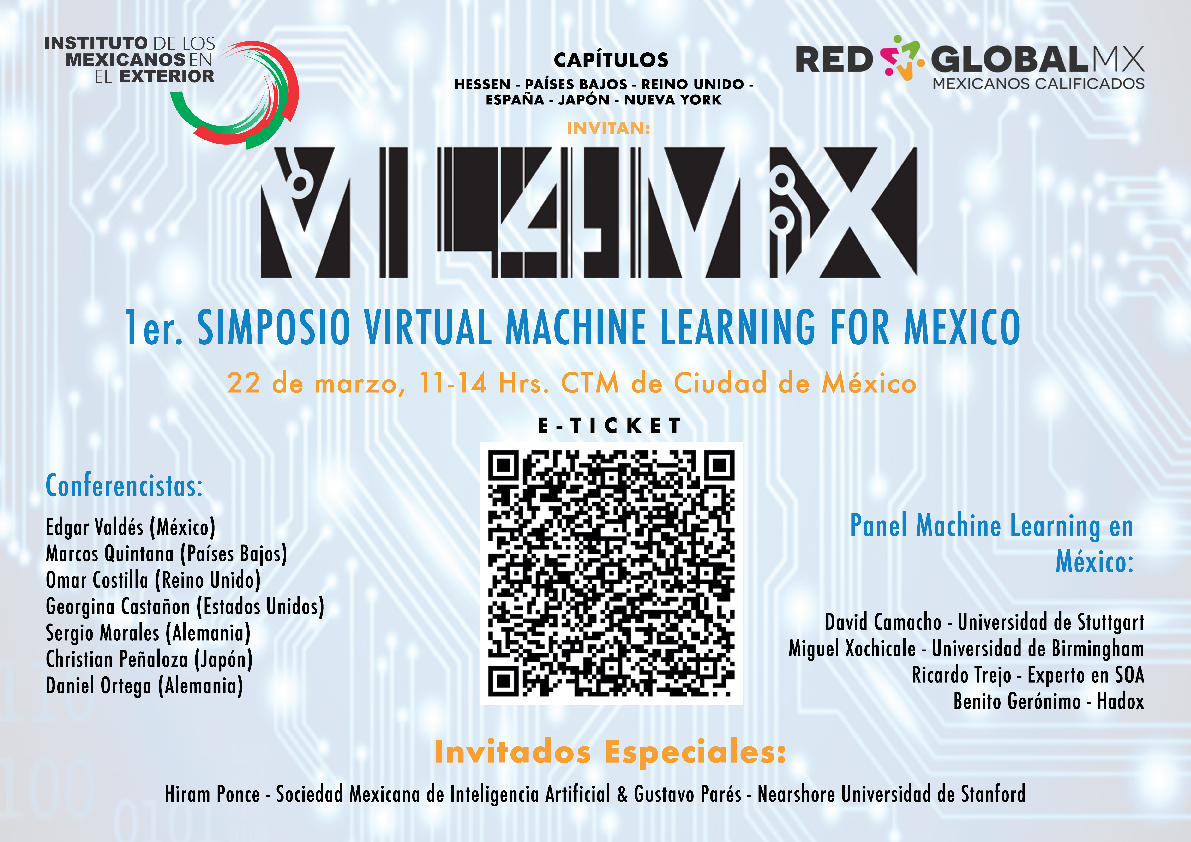 INSTITUTO DE LOS
MEXICANOS EN
EL EXTERIOR
CAPÍTULOS
HESSEN - PAÍSES BAJOS - REINO UNIDO -
ESPAÑA - JAPÓN - NUEVA YORK
INVITAN:
RED GLOBALMX
MEXICANOS CALIFICADOS
ML4MX
1er. SIMPOSIO VIRTUAL MACHINE LEARNING FOR MEXICO
22 de marzo, 11-14 Hrs. CTM de Ciudad de México
E-TICKET
Conferencistas:
Edgar Valdés (México)
Marcos Quintana (Países Bajos)
Omar Costilla (Reino Unido)
Georgina Castañon (Estados Unidos)
Sergio Morales (Alemania)
Christian Peñaloza (Japón)
Daniel Ortega (Alemania)
Panel Machine Learning en
México:
David Camacho - Universidad de Stuttgart
Miguel Xochicale - Universidad de Birmingham
Ricardo Trejo - Experto en SOA
Benito Gerónimo - Hadox
Invitados Especiales:
Hiram Ponce - Sociedad Mexicana de Inteligencia Artificial & Gustavo Parés - Nearshore Universidad de Stanford